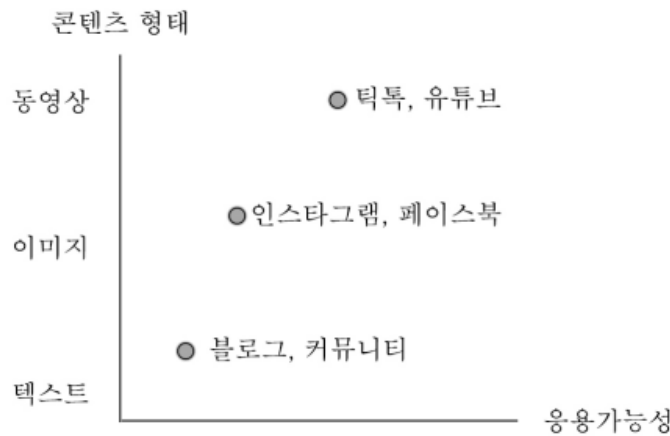 콘텐츠 형태
동영상
틱톡, 유튜브
인스타그램, 페이스북
이미지
블로그, 커뮤니티
텍스트
응용가능성